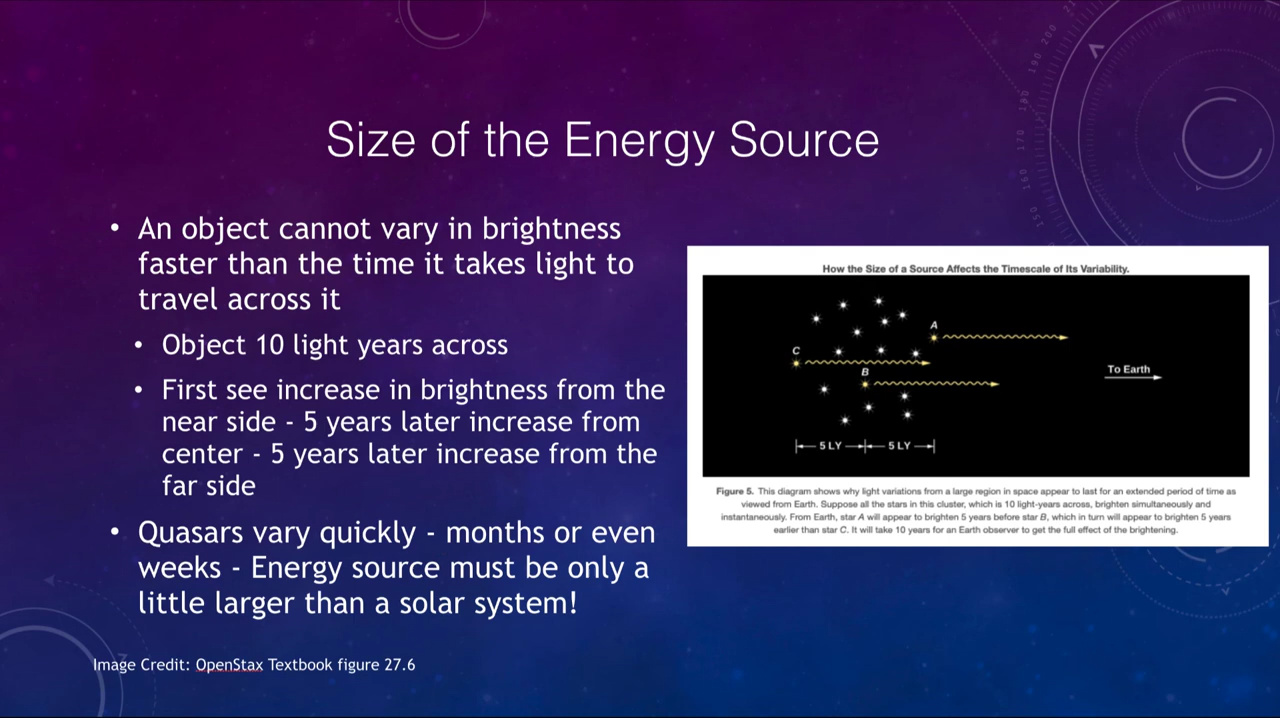 Size of the Energy Source
• An object cannot vary in brightness
faster than the time it takes light to
travel across it
• Object 10 light years across
• First see increase in brightness from the
near side - 5 years later increase from
center - 5 years later increase from the
far side
• Quasars vary quickly - months or even
weeks - Energy source must be only a
little larger than a solar system!
Image Credit: OpenStax Textbook figure 27.6
How the Size of a Source Affects the Timescale of Its Variability.
A
C
B
To Earth
5 LY
5 LY
Figure 5. This diagram shows why light variations from a large region in space appear to last for an extended period of time as
viewed from Earth. Suppose all the stars in this cluster, which is 10 light-years across, brighten simultaneously and
instantaneously. From Earth, star A will appear to brighten 5 years before star B, which in turn will appear to brighten 5 years
earlier than star C. It will take 10 years for an Earth observer to get the full effect of the brightening.
200
190
180
170
160
150